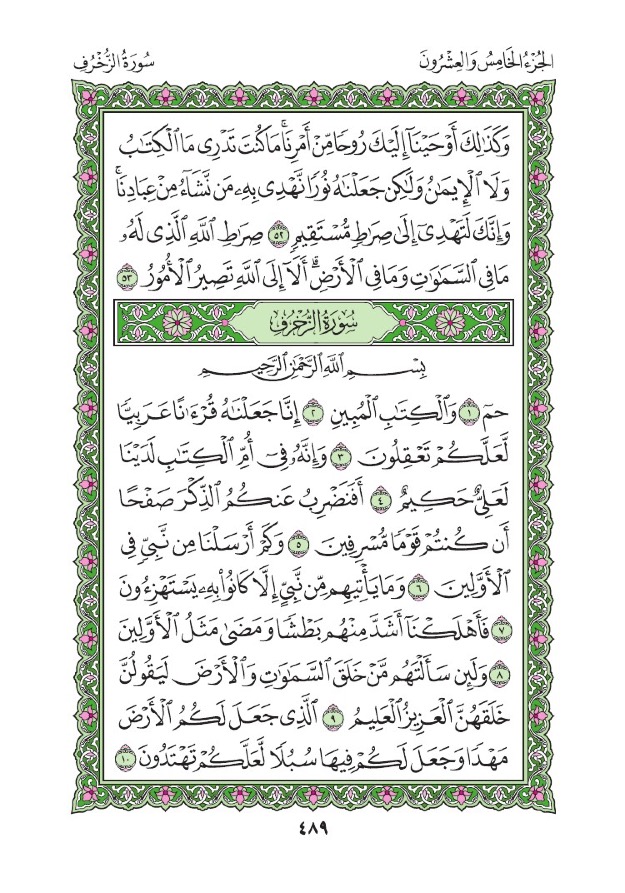 الجُزْءُ الخَامِسُ وَالعِشْرُونَ
سُورَةُ الزُّخْرُفِ
وَكَذَٰلِكَ أَوْحَيْنَآ إِلَيْكَ رُوحًا مِّنْ أَمْرِنَا ۚ مَا كُنتَ تَدْرِى مَا ٱلْكِتَٰبُ
وَلَا ٱلْإِيمَٰنُ وَلَٰكِن جَعَلْنَٰهُ نُورًا نَّهْدِى بِهِۦ مَن نَّشَآءُ مِنْ عِبَادِنَا ۚ
وَإِنَّكَ لَتَهْدِىٓ إِلَىٰ صِرَٰطٍ مُّسْتَقِيمٍ ٥٢ صِرَٰطِ ٱللَّهِ ٱلَّذِى لَهُۥ
مَا فِى ٱلسَّمَٰوَٰتِ وَمَا فِى ٱلْأَرْضِ ۗ أَلَآ إِلَى ٱللَّهِ تَصِيرُ ٱلْأُمُورُ ٥٣
سُورَةُ الزُّخْرُفِ
بِسْمِ ٱللَّهِ ٱلرَّحْمَٰنِ ٱلرَّحِيمِ
حمٓ ١ وَٱلْكِتَٰبِ ٱلْمُبِينِ ٢ إِنَّا جَعَلْنَٰهُ قُرْءَٰنًا عَرَبِيًّا
لَّعَلَّكُمْ تَعْقِلُونَ ٣ وَإِنَّهُۥ فِىٓ أُمِّ ٱلْكِتَٰبِ لَدَيْنَا
لَعَلِىٌّ حَكِيمٌ ٤ أَفَنَضْرِبُ عَنكُمُ ٱلذِّكْرَ صَفْحًا
أَن كُنتُمْ قَوْمًا مُّسْرِفِينَ ٥ وَكَمْ أَرْسَلْنَا مِن نَّبِىٍّ فِى
ٱلْأَوَّلِينَ ٦ وَمَا يَأْتِيهِم مِّن نَّبِىٍّ إِلَّا كَانُوا۟ بِهِۦ يَسْتَهْزِءُونَ
٧ فَأَهْلَكْنَآ أَشَدَّ مِنْهُم بَطْشًا وَمَضَىٰ مَثَلُ ٱلْأَوَّلِينَ
٨ وَلَئِن سَأَلْتَهُم مَّنْ خَلَقَ ٱلسَّمَٰوَٰتِ وَٱلْأَرْضَ لَيَقُولُنَّ
خَلَقَهُنَّ ٱلْعَزِيزُ ٱلْعَلِيمُ ٩ ٱلَّذِى جَعَلَ لَكُمُ ٱلْأَرْضَ
مَهْدًا وَجَعَلَ لَكُمْ فِيهَا سُبُلًا لَّعَلَّكُمْ تَهْتَدُونَ ١٠
٤٨٩